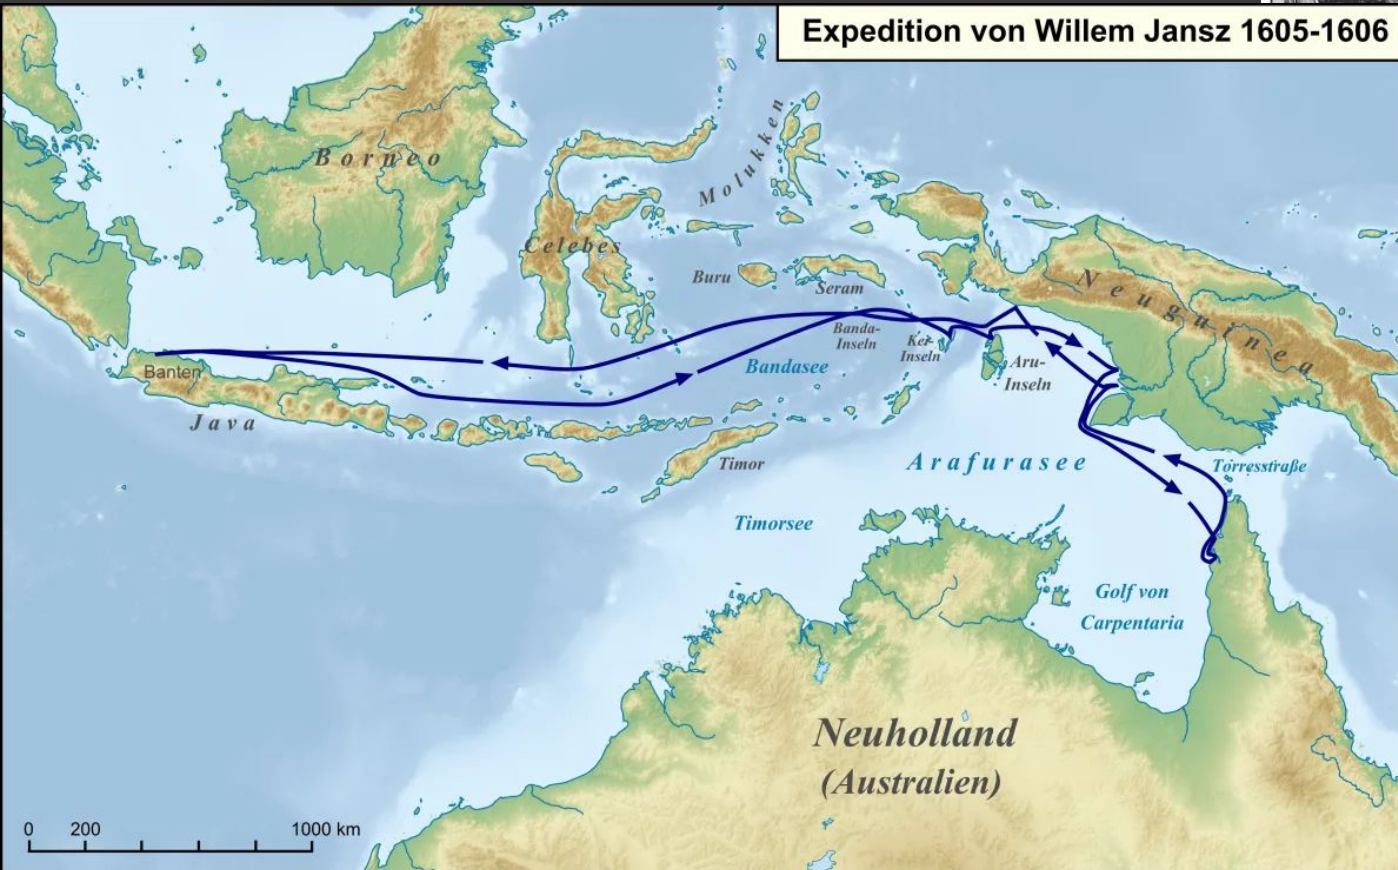 Expedition von Willem Jansz 1605-1606
Borneo
Molukken
Celebes
Buru
Seram
Neuguinea
Banda-
Inseln
Kei-
Inseln
Aru-
Inseln
Banten
Bandasee
Java
Timor
Arafurasee
Torresstraße
Timorsee
Golf von
Carpentaria
Neuholland
(Australien)
0 200 1000 km